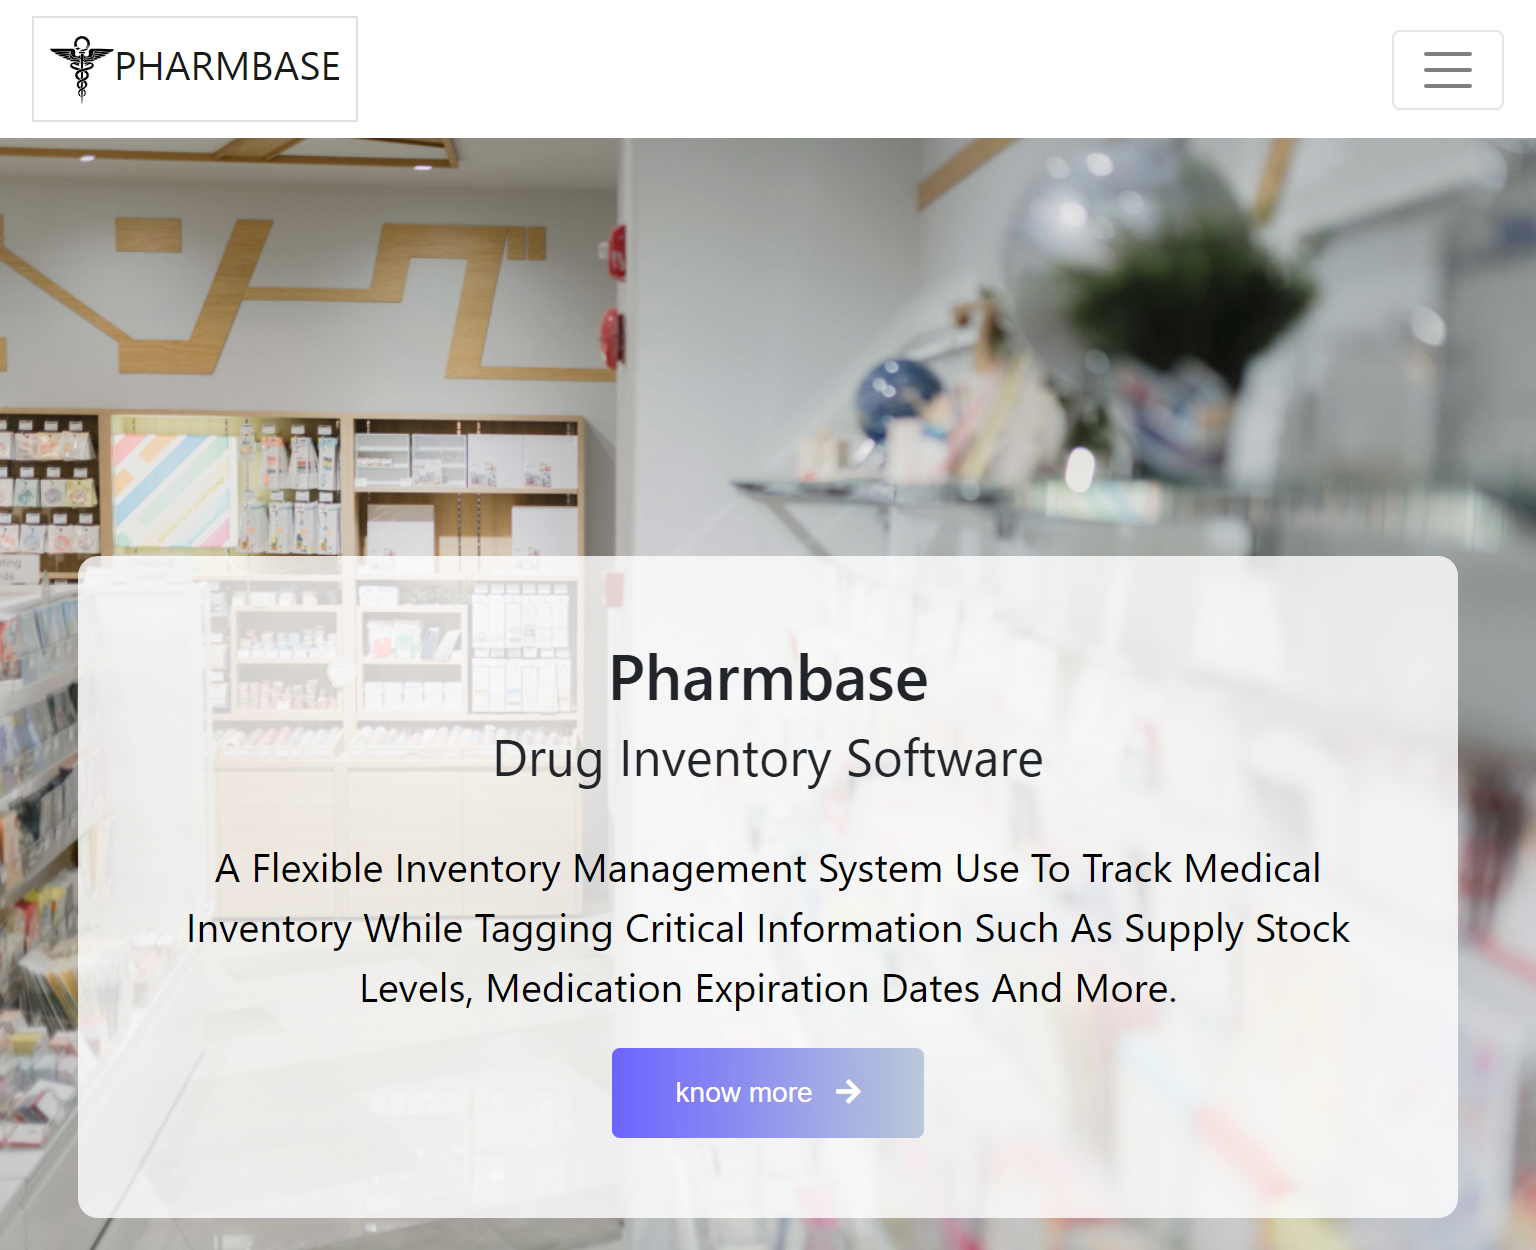 PHARMBASE
Pharmbase
Drug Inventory Software
A Flexible Inventory Management System Use To Track Medical
Inventory While Tagging Critical Information Such As Supply Stock
Levels, Medication Expiration Dates And More.
know more